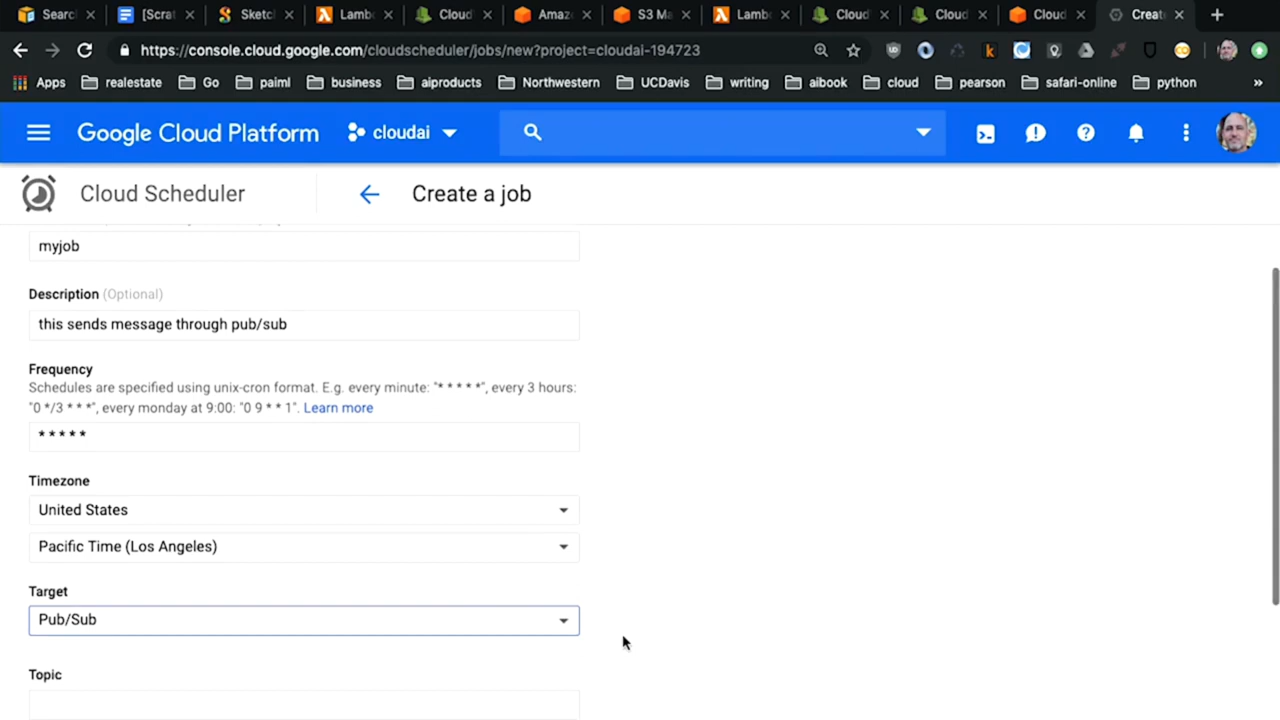 Searc
[Scrat
Sketc
Lamb
Cloud
Amaz
S3 Ma
Lamb
Cloud
Cloud
Cloud
Creat
https://console.cloud.google.com/cloudscheduler/jobs/new?project=cloudai-194723
Apps realestate Go paiml business aiproducts Northwestern UCDavis writing aibook cloud pearson safari-online python »
Google Cloud Platform cloudai
Cloud Scheduler Create a job
myjob
Description (Optional)
this sends message through pub/sub
Frequency
Schedules are specified using unix-cron format. E.g. every minute: "* * * * *", every 3 hours:
"0 */3 * * *", every monday at 9:00: "0 9 * * 1". Learn more
* * * * *
Timezone
United States
Pacific Time (Los Angeles)
Target
Pub/Sub
Topic